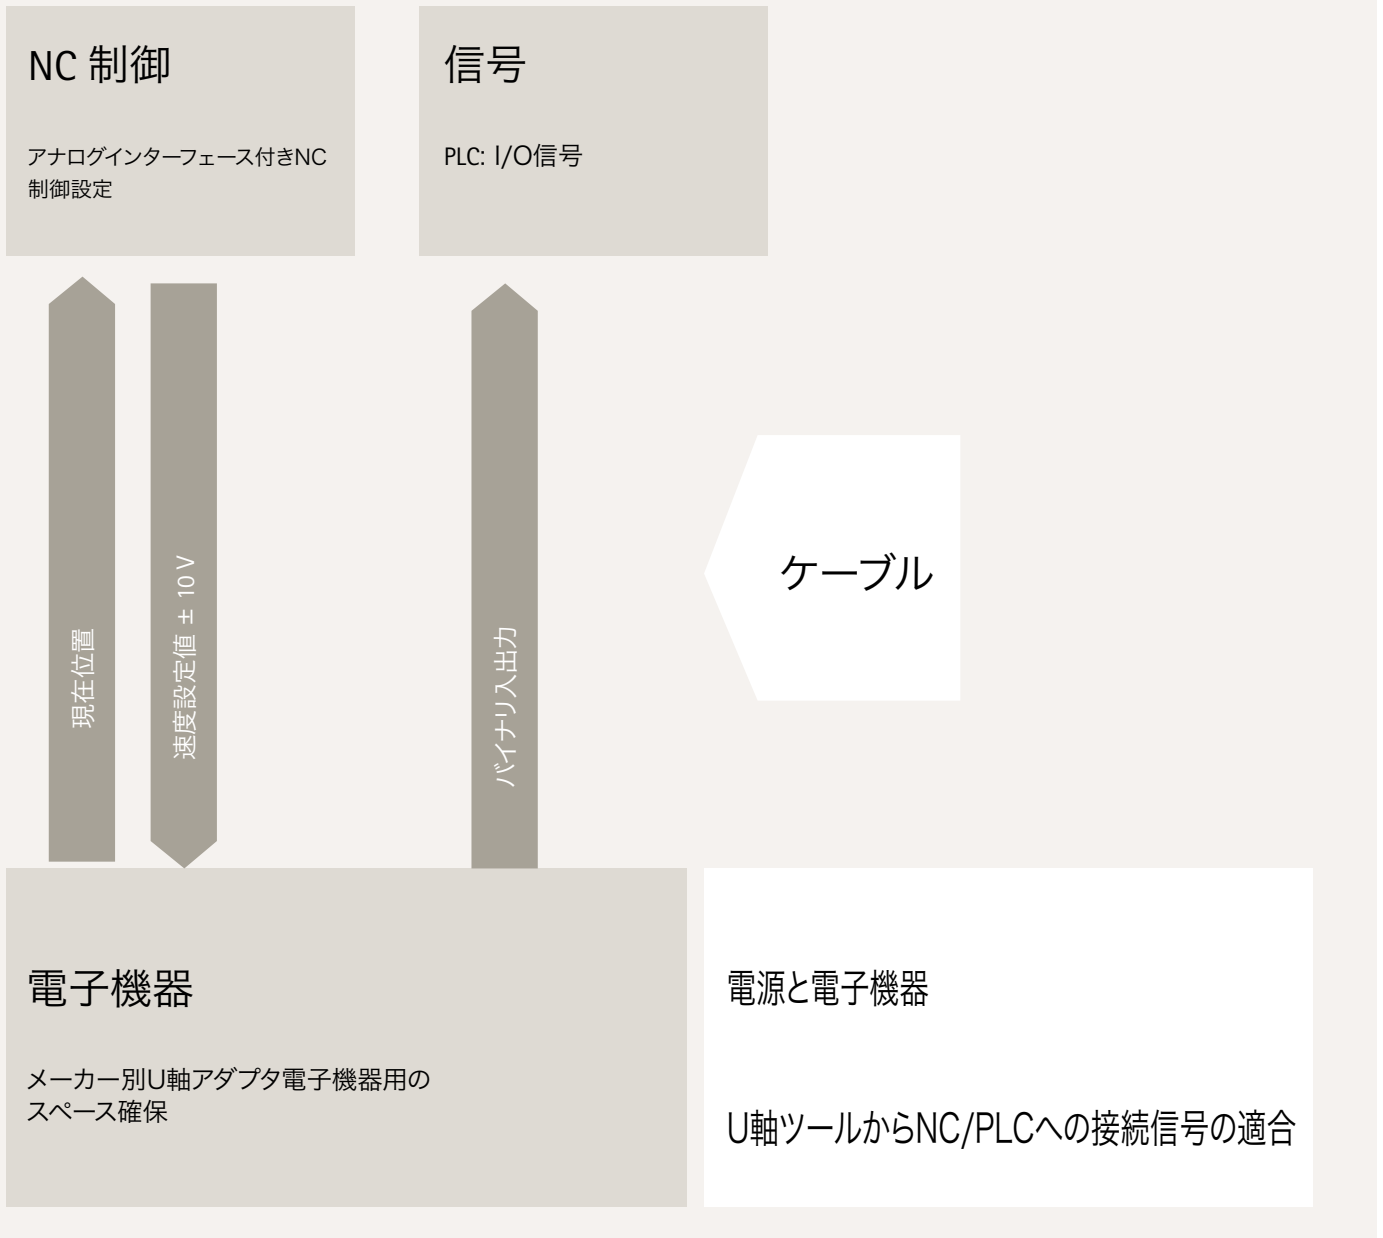 NC 制御
アナログインターフェース付きNC
制御設定
信号
PLC: I/O信号
現在位置
速度設定値 ± 10 V
バイナリ入出力
ケーブル
電子機器
メーカー別U軸アダプタ電子機器用の
スペース確保
電源と電子機器
U軸ツールからNC/PLCへの接続信号の適合